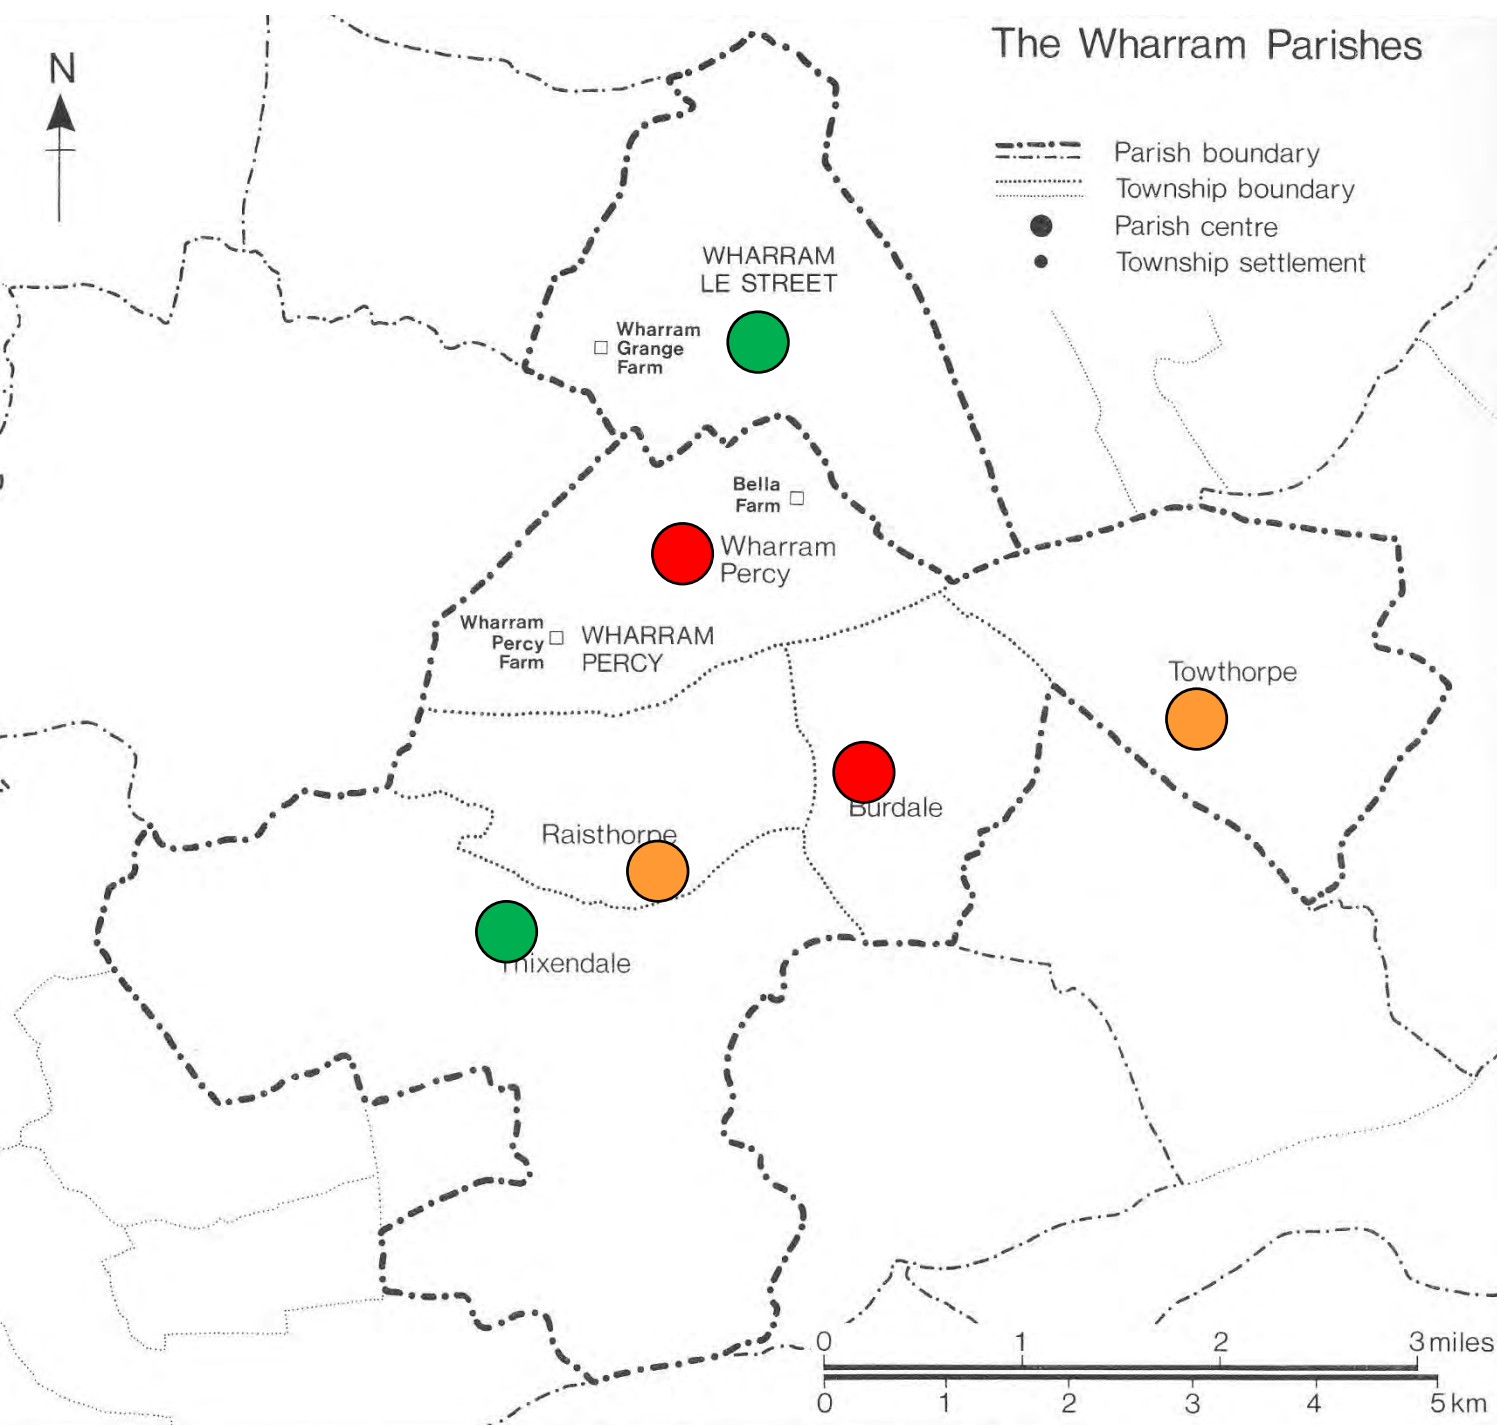 The Wharram Parishes
N
Parish boundary
Township boundary
Parish centre
Township settlement
WHARRAM
LE STREET
Wharram
Grange
Farm
Bella
Farm
Wharram
Percy
Wharram
Percy
Farm
WHARRAM
PERCY
Towthorpe
Burdale
Raisthorpe
Thixendale
0 1 2 3 miles
0 1 2 3 4 5 km